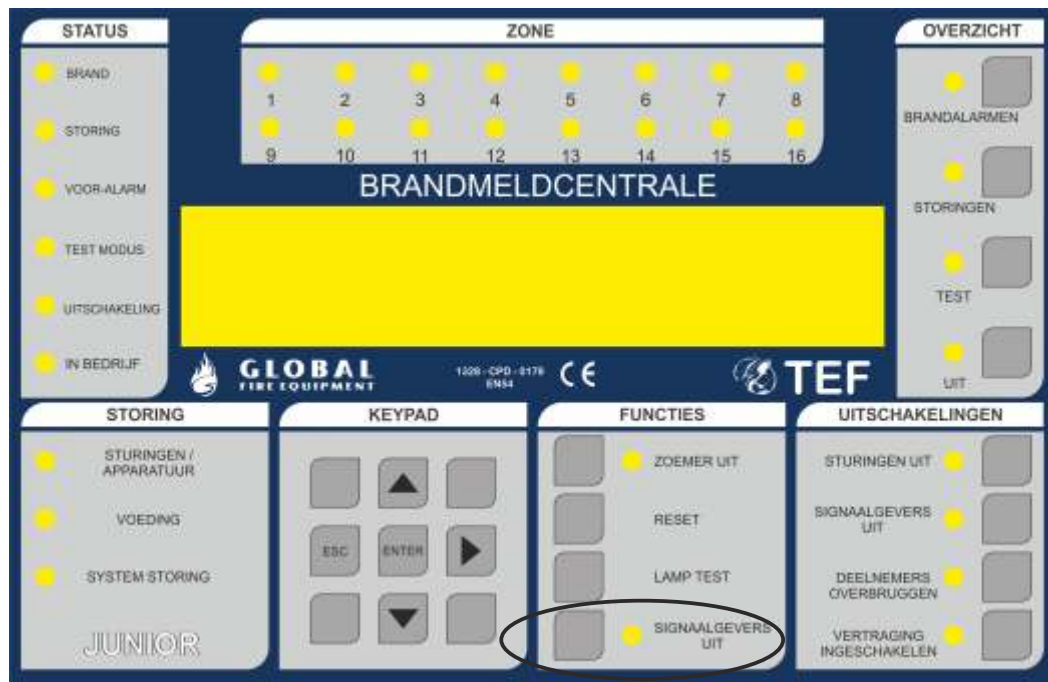 STATUS
BRAND
STORING
VOOR-ALARM
TEST MODUS
UITSCHAKELING
IN BEDRIJF
ZONE
1 2 3 4 5 6 7 8
9 10 11 12 13 14 15 16
BRANDMELDCENTRALE
GLOBAL
FIRE EQUIPMENT
1328 - CPD - 0179
EN54
CE
TEF
OVERZICHT
BRANDALARMEN
STORINGEN
TEST
UIT
STORING
STURINGEN /
APPARATUUR
VOEDING
SYSTEM STORING
JUNIOR
KEYPAD
ESC
ENTER
FUNCTIES
ZOEMER UIT
RESET
LAMP TEST
SIGNAALGEVERS
UIT
UITSCHAKELINGEN
STURINGEN UIT
SIGNAALGEVERS
UIT
DEELNEMERS
OVERBRUGGEN
VERTRAGING
INGESCHAKELEN